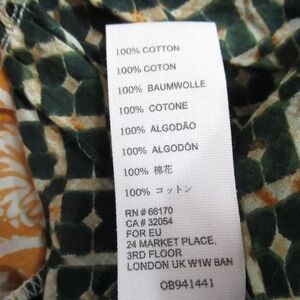 100% COTTON
100% COTON
100% BAUMWOLLE
100% COTONE
100% ALGODÃO
100% ALGODÓN
100% 棉花
100% コットン
RN # 66170
CA # 32054
FOR EU
24 MARKET PLACE,
3RD FLOOR
LONDON UK W1W 8AN
OB941441